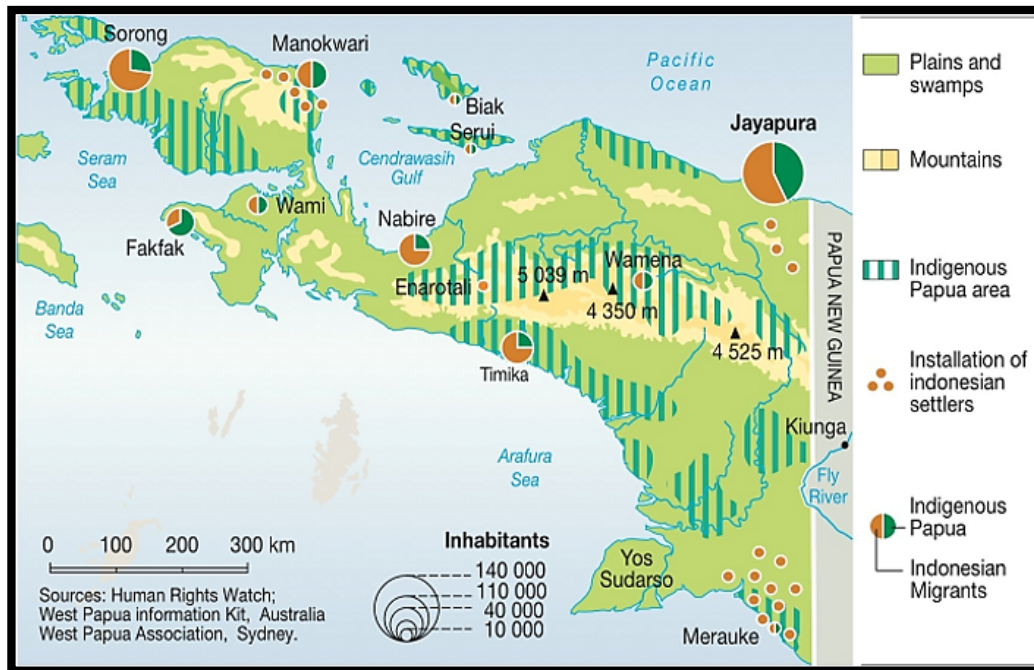 Sorong
Manokwari
Pacific
Ocean
Biak
Serui
Jayapura
Seram
Sea
Cendrawasih
Gulf
Wami
Nabire
Fakfak
Enarotali
5 039 m
Wamena
4 350 m
4 525 m
Banda
Sea
Timika
PAPUA NEW GUINEA
Kiunga
Arafura
Sea
Fly
River
Yos
Sudarso
Merauke
0 100 200 300 km
Sources: Human Rights Watch;
West Papua information Kit, Australia
West Papua Association, Sydney.
Inhabitants
140 000
110 000
40 000
10 000
Plains and
swamps
Mountains
Indigenous
Papua area
Installation of
indonesian
settlers
Indigenous
Papua
Indonesian
Migrants